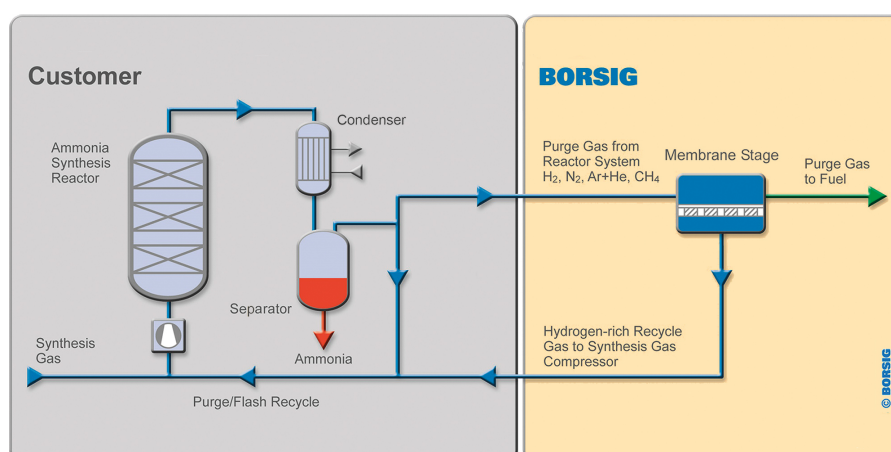 Customer
BORSIG
Ammonia
Synthesis
Reactor
Condenser
Purge Gas from
Reactor System
H₂, N₂, Ar+He, CH₄
Membrane Stage
Purge Gas
to Fuel
Separator
Ammonia
Synthesis
Gas
Hydrogen-rich Recycle
Gas to Synthesis Gas
Compressor
Purge/Flash Recycle
© BORSIG